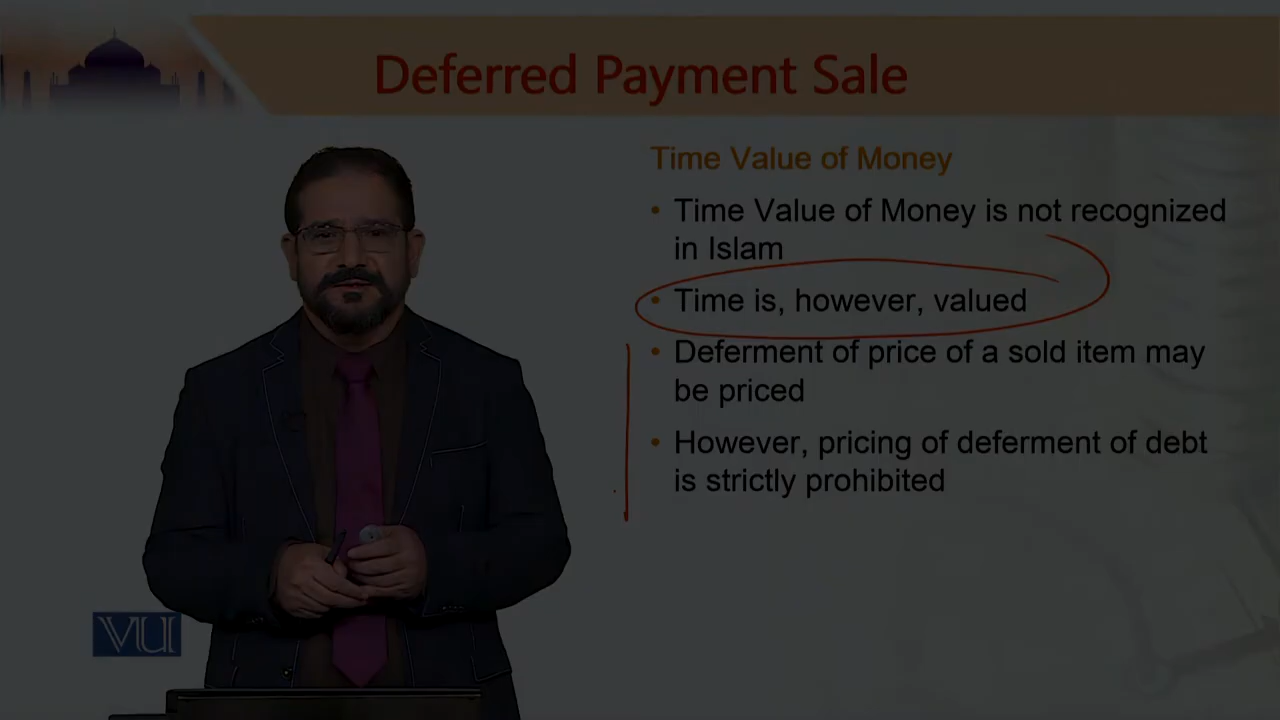 Deferred Payment Sale
Time Value of Money
• Time Value of Money is not recognized
in Islam
• Time is, however, valued
• Deferment of price of a sold item may
be priced
• However, pricing of deferment of debt
is strictly prohibited
VU